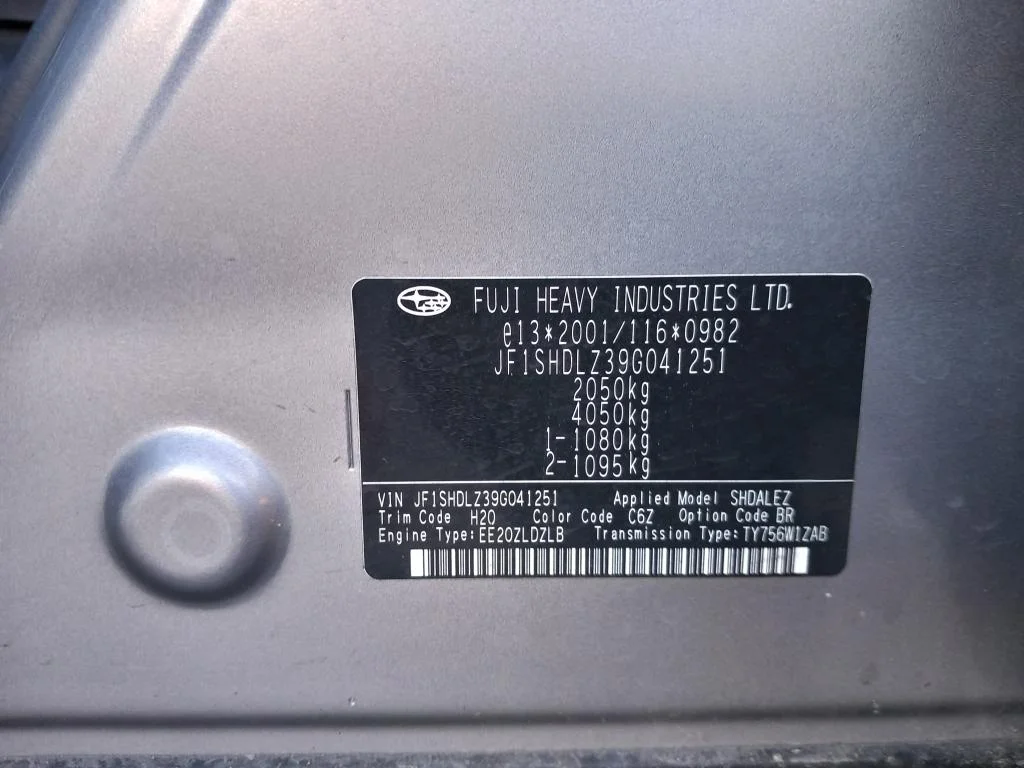 FUJI HEAVY INDUSTRIES LTD.
e13*2001/116*0982
JF1SHDLZ39G041251
2050kg
4050kg
1-1080kg
2-1095kg
VIN JF1SHDLZ39G041251 Applied Model SHDALEZ
Trim Code H20 Color Code C6Z Option Code BR
Engine Type:EE20ZLDZLB Transmission Type:TY756W1ZAB